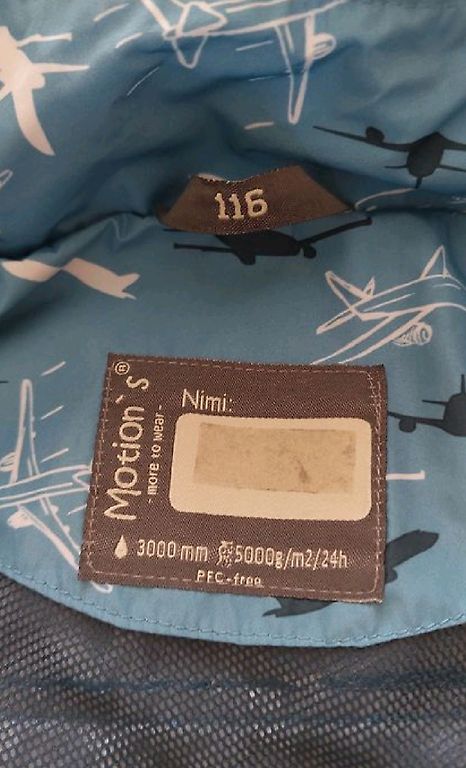 116
Motion`s®
- more to wear -
Nimi:
3000 mm 5000g/m2/24h
PFC-free